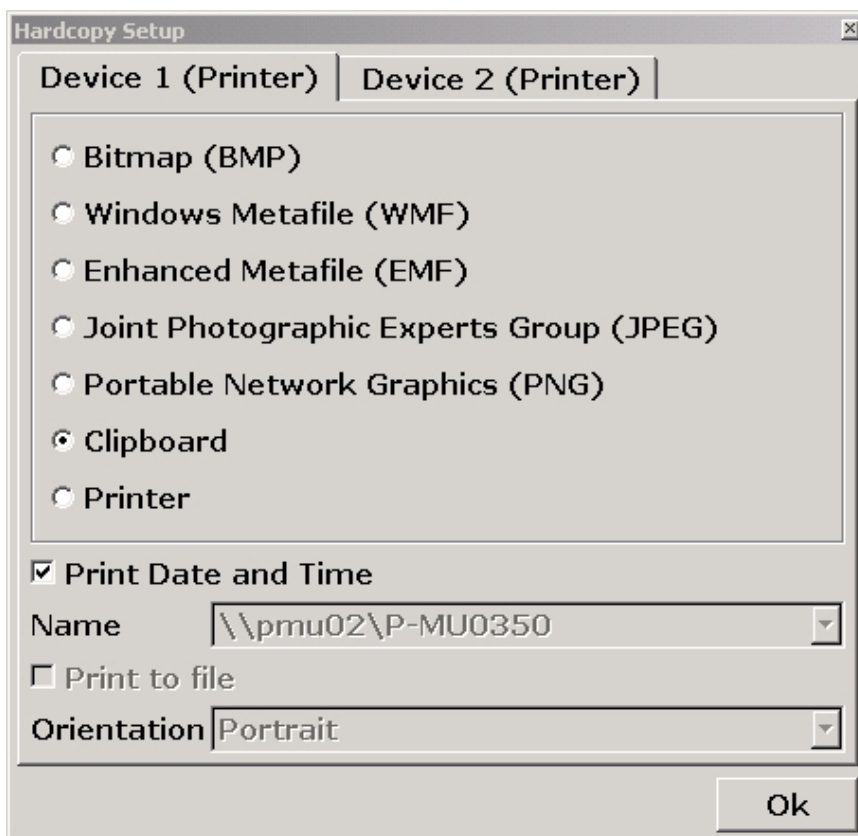 Hardcopy Setup
Device 1 (Printer) Device 2 (Printer)
Bitmap (BMP)
Windows Metafile (WMF)
Enhanced Metafile (EMF)
Joint Photographic Experts Group (JPEG)
Portable Network Graphics (PNG)
Clipboard
Printer
Print Date and Time
Name \\pmu02\P-MU0350
Print to file
Orientation Portrait
Ok